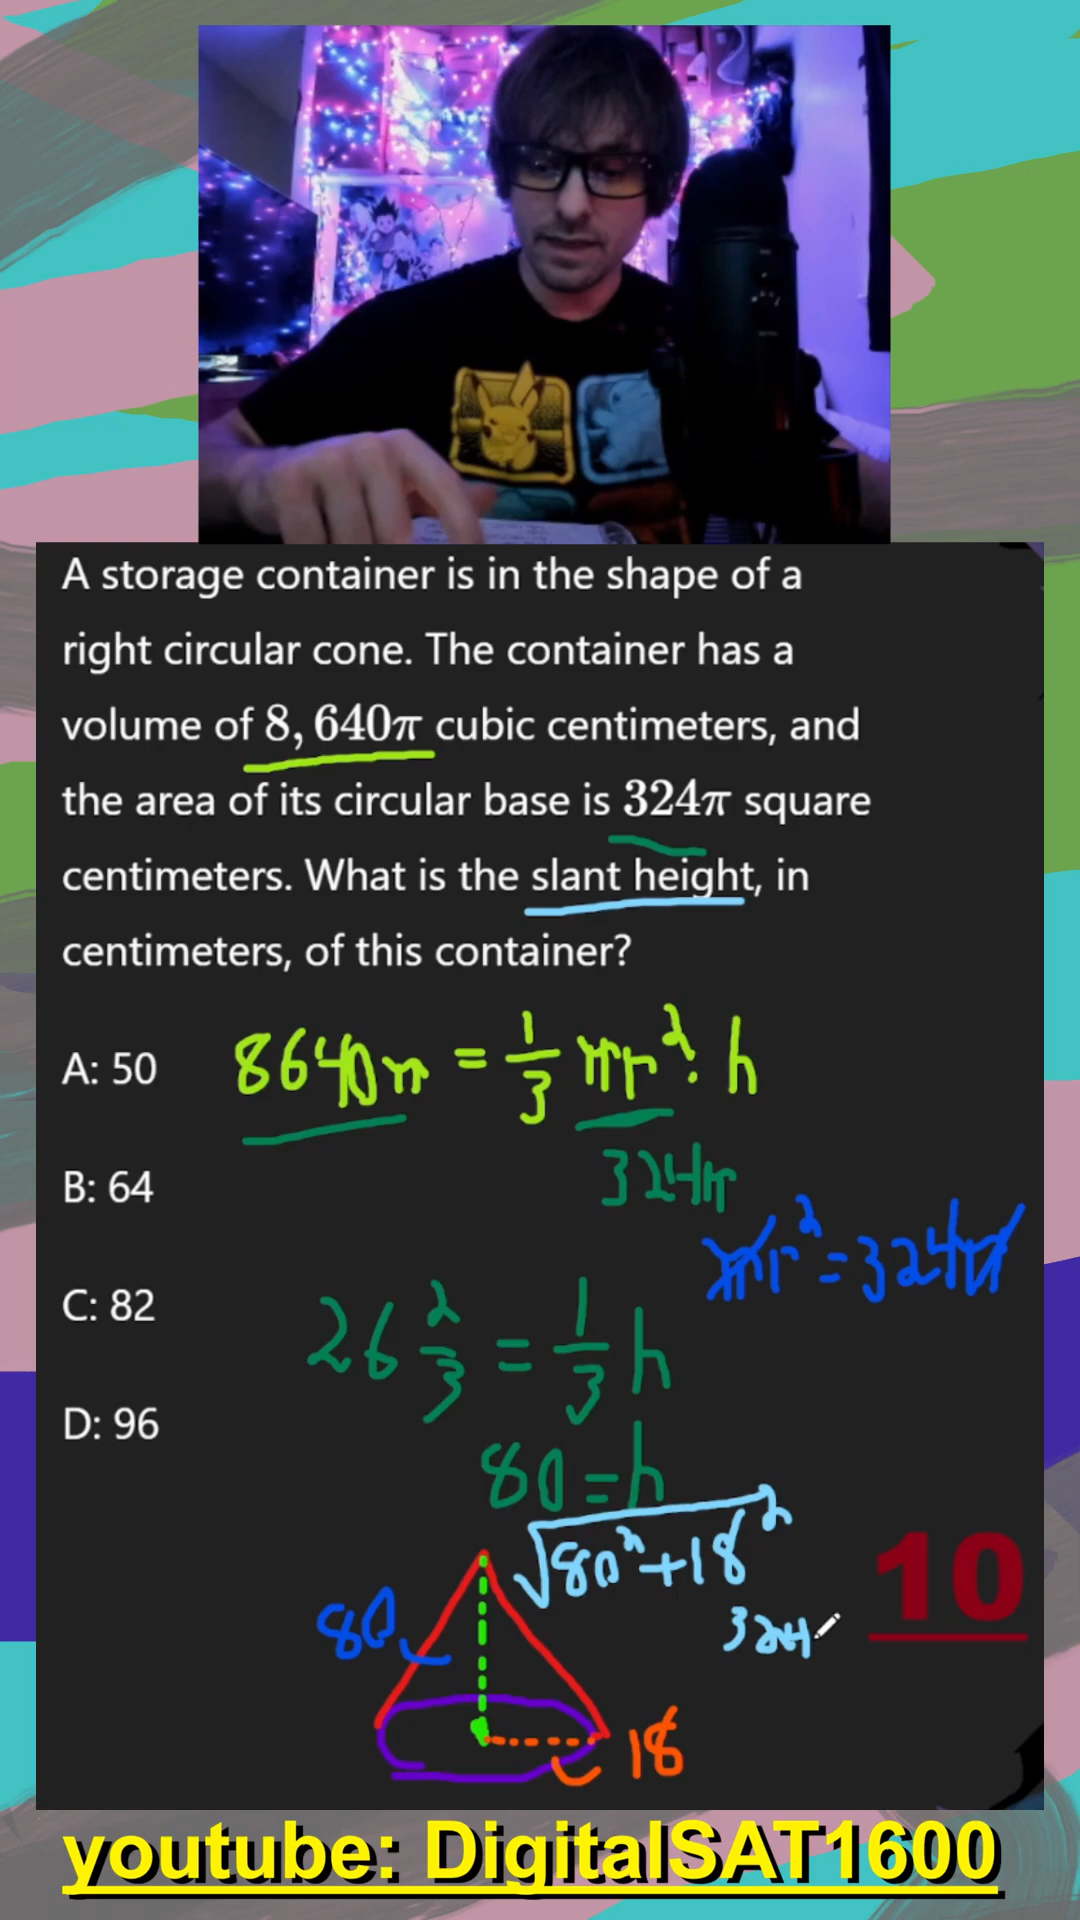 A storage container is in the shape of a
right circular cone. The container has a
volume of 8, 640π cubic centimeters, and
the area of its circular base is 324π square
centimeters. What is the slant height, in
centimeters, of this container?
A: 50
8640π = 1/3 πr² · h
B: 64
324π
πr² = 324π
C: 82
26 2/3 = 1/3 h
D: 96
80 = h
√80² + 18²
10
80
324
18
youtube: DigitalSAT1600